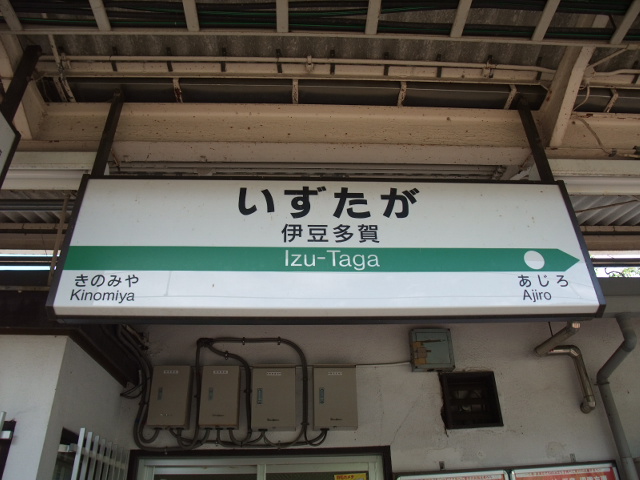 いずたが
伊豆多賀
Izu-Taga
きのみや
Kinomiya
あじろ
Ajiro